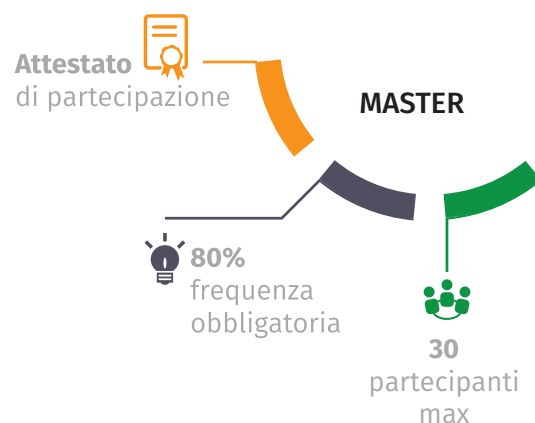 Attestato
di partecipazione
MASTER
80%
frequenza
obbligatoria
30
partecipanti
max